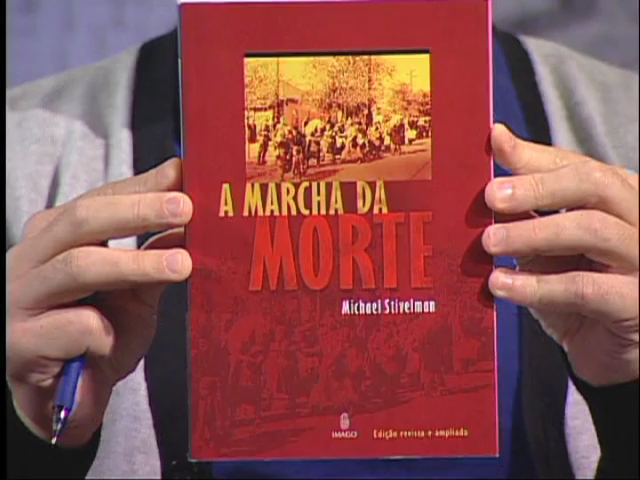 A MARCHA DA
MORTE
Michael Stivelman
IMAGO
Edição revista e ampliada